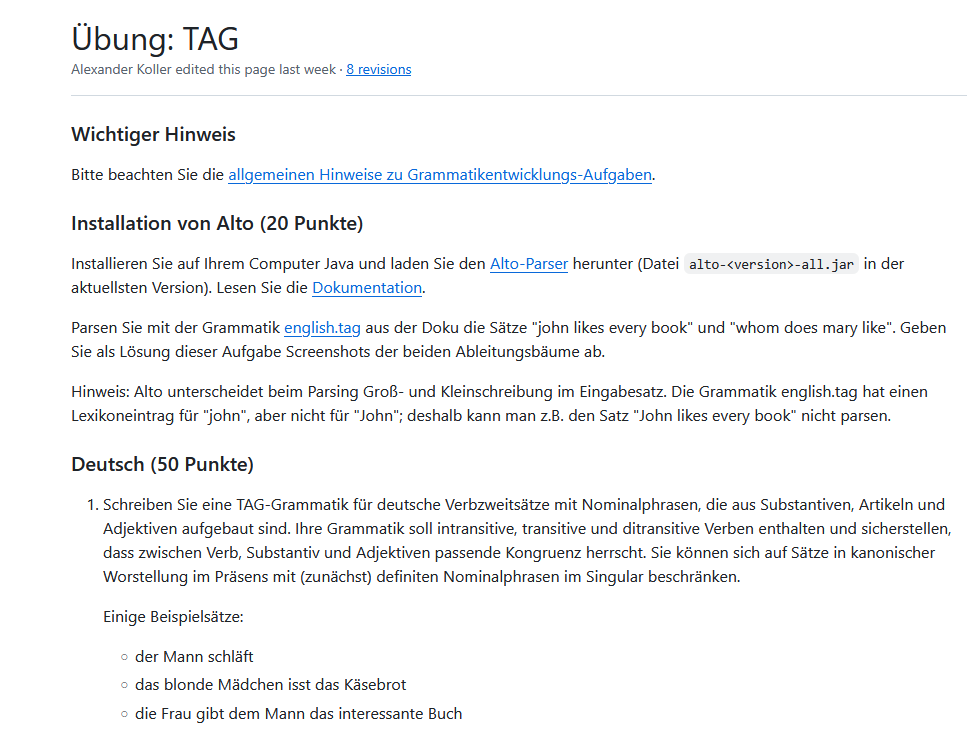 Übung: TAG
Alexander Koller edited this page last week · 8 revisions
Wichtiger Hinweis
Bitte beachten Sie die allgemeinen Hinweise zu Grammatikentwicklungs-Aufgaben.
Installation von Alto (20 Punkte)
Installieren Sie auf Ihrem Computer Java und laden Sie den Alto-Parser herunter (Datei alto-<version>-all.jar in der
aktuellsten Version). Lesen Sie die Dokumentation.
Parsen Sie mit der Grammatik english.tag aus der Doku die Sätze "john likes every book" und "whom does mary like". Geben
Sie als Lösung dieser Aufgabe Screenshots der beiden Ableitungsbäume ab.
Hinweis: Alto unterscheidet beim Parsing Groß- und Kleinschreibung im Eingabesatz. Die Grammatik english.tag hat einen
Lexikoneintrag für "john", aber nicht für "John"; deshalb kann man z.B. den Satz "John likes every book" nicht parsen.
Deutsch (50 Punkte)
1. Schreiben Sie eine TAG-Grammatik für deutsche Verbzweitsätze mit Nominalphrasen, die aus Substantiven, Artikeln und
Adjektiven aufgebaut sind. Ihre Grammatik soll intransitive, transitive und ditransitive Verben enthalten und sicherstellen,
dass zwischen Verb, Substantiv und Adjektiven passende Kongruenz herrscht. Sie können sich auf Sätze in kanonischer
Worstellung im Präsens mit (zunächst) definiten Nominalphrasen im Singular beschränken.
Einige Beispielsätze:
○ der Mann schläft
○ das blonde Mädchen isst das Käsebrot
○ die Frau gibt dem Mann das interessante Buch